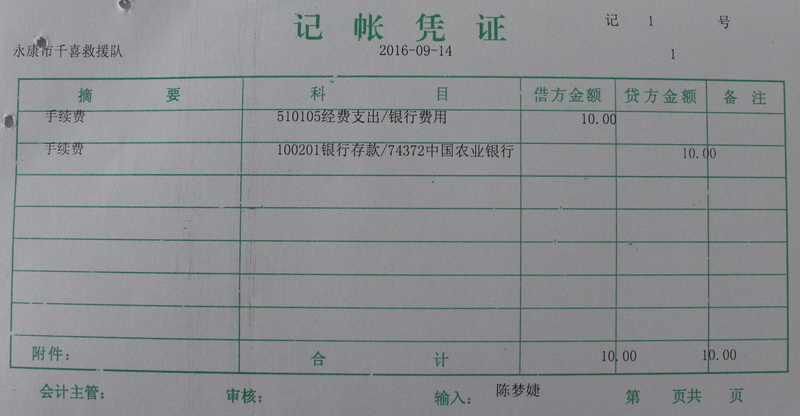 记帐凭证
记 1 号
永康市千喜救援队 2016-09-14 1
摘要 科目 借方金额 贷方金额 备注
手续费 510105经费支出/银行费用 10.00
手续费 100201银行存款/74372中国农业银行 10.00
附件: 合计 10.00 10.00
会计主管: 审核: 输入: 陈梦婕 第 页共 页